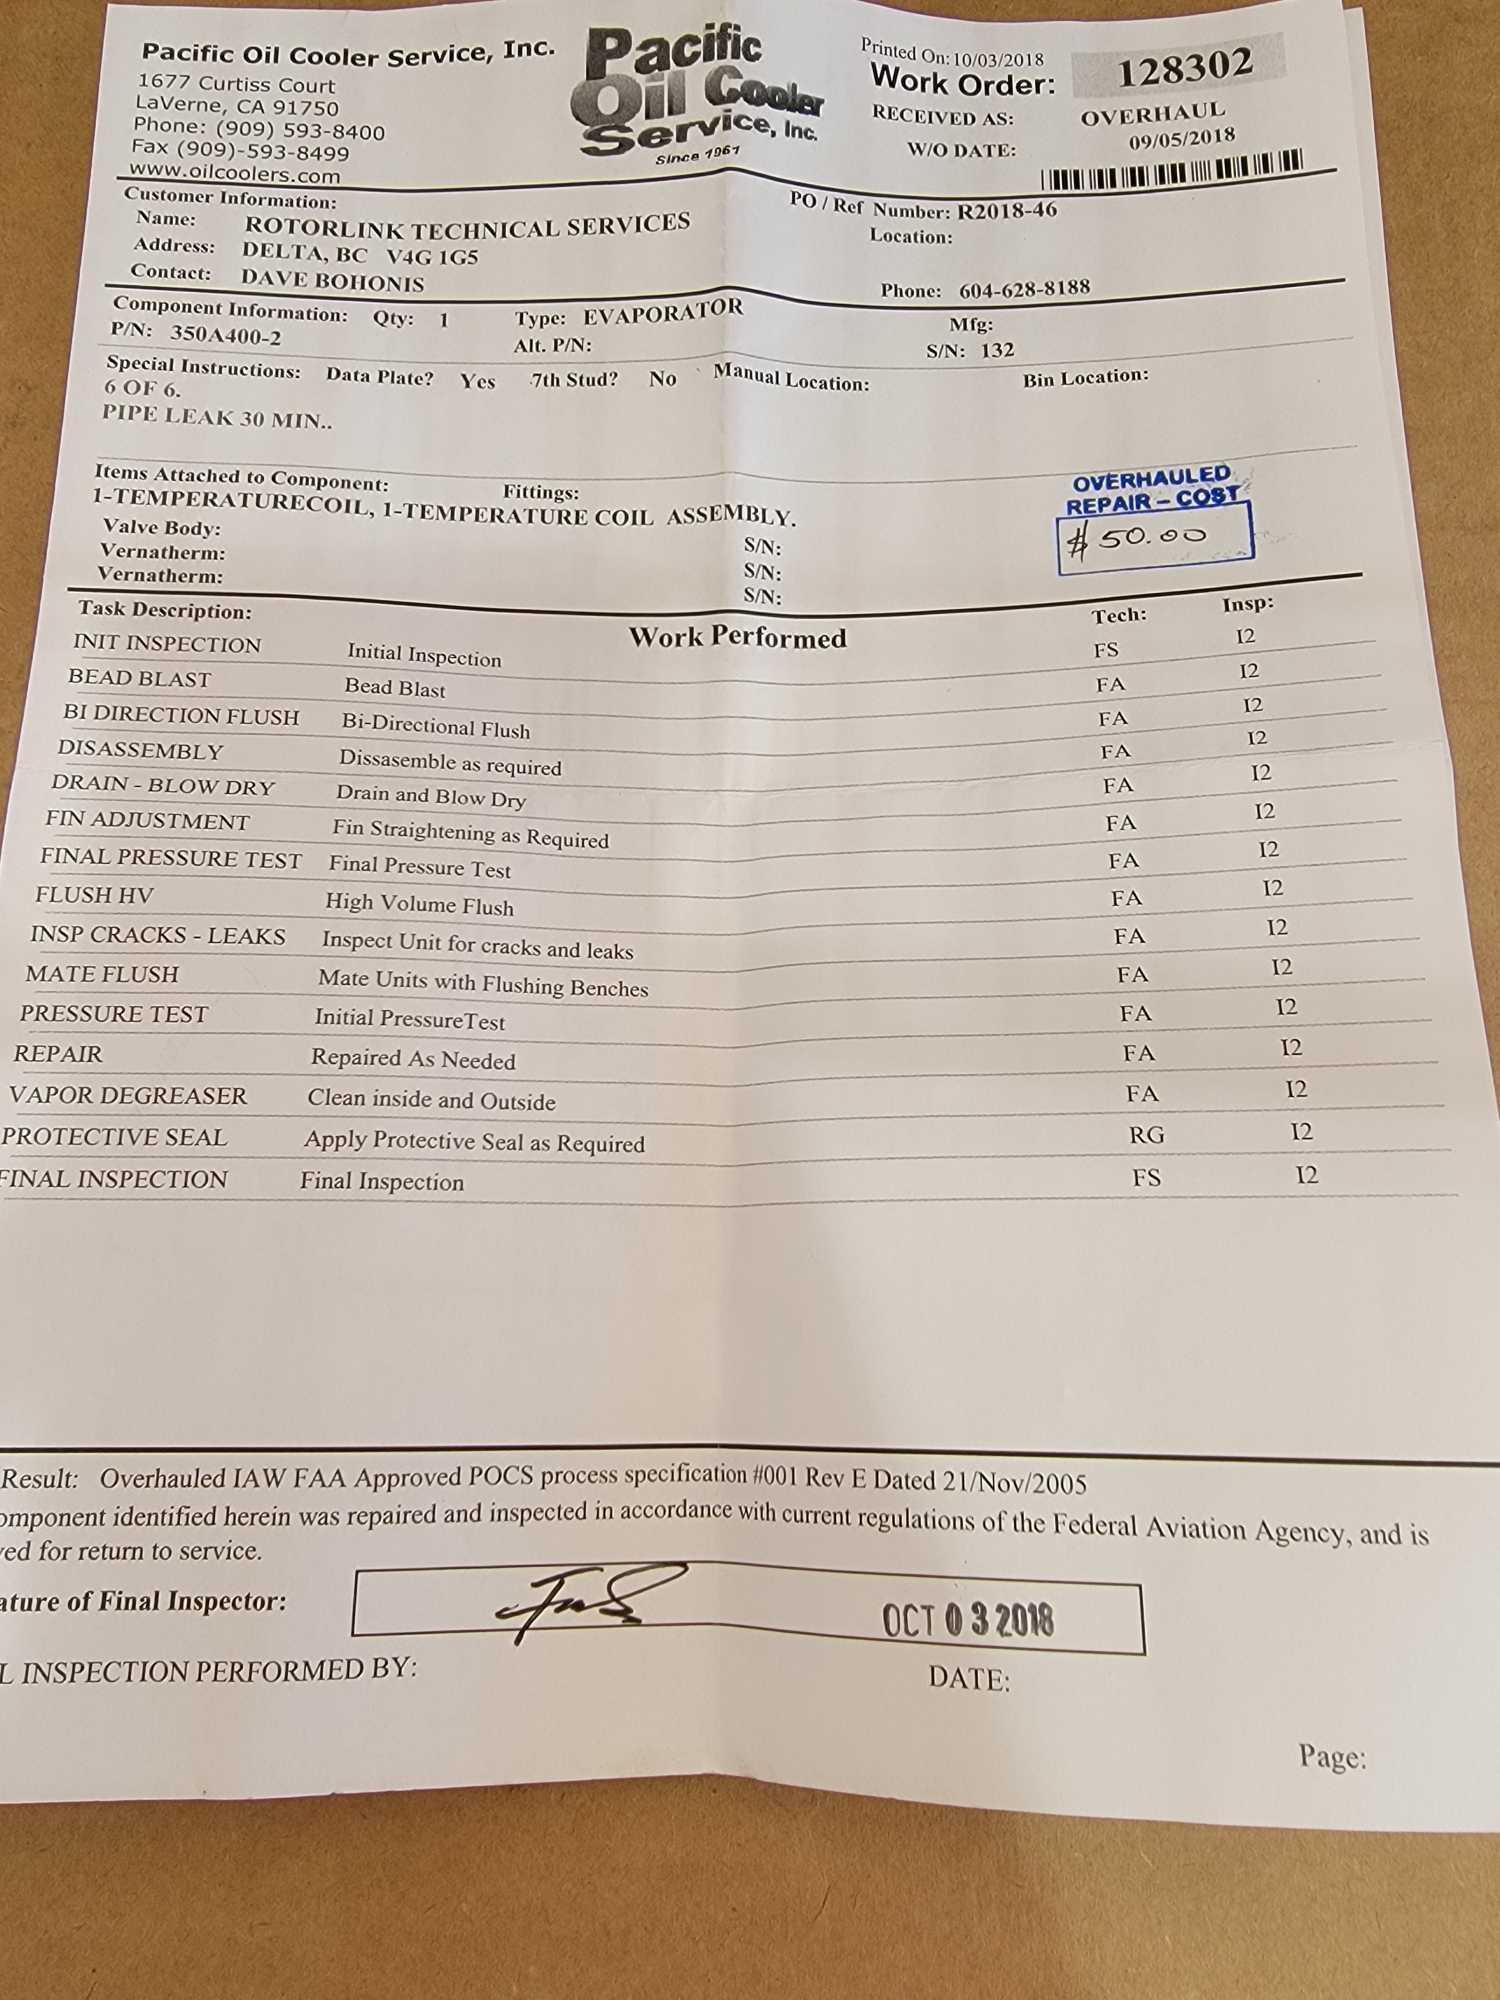 Pacific Oil Cooler Service, Inc.
1677 Curtiss Court
LaVerne, CA 91750
Phone: (909) 593-8400
Fax (909)-593-8499
www.oilcoolers.com
Pacific
Oil Cooler
Service, Inc.
Since 1961
Printed On:10/03/2018
Work Order: 128302
RECEIVED AS: OVERHAUL
W/O DATE: 09/05/2018
Customer Information:
Name: ROTORLINK TECHNICAL SERVICES
Address: DELTA, BC V4G 1G5
Contact: DAVE BOHONIS
PO / Ref Number: R2018-46
Location:
Phone: 604-628-8188
Component Information: Qty: 1 Type: EVAPORATOR Mfg:
P/N: 350A400-2 Alt. P/N: S/N: 132
Special Instructions: Data Plate? Yes 7th Stud? No Manual Location: Bin Location:
6 OF 6.
PIPE LEAK 30 MIN..
Items Attached to Component: Fittings:
1-TEMPERATURECOIL, 1-TEMPERATURE COIL ASSEMBLY.
Valve Body: S/N:
Vernatherm: S/N:
Vernatherm: S/N:
OVERHAULED
REPAIR - COST
$ 50.00
Task Description: Work Performed Tech: Insp:
INIT INSPECTION Initial Inspection FS I2
BEAD BLAST Bead Blast FA I2
BI DIRECTION FLUSH Bi-Directional Flush FA I2
DISASSEMBLY Dissasemble as required FA I2
DRAIN - BLOW DRY Drain and Blow Dry FA I2
FIN ADJUSTMENT Fin Straightening as Required FA I2
FINAL PRESSURE TEST Final Pressure Test FA I2
FLUSH HV High Volume Flush FA I2
INSP CRACKS - LEAKS Inspect Unit for cracks and leaks FA I2
MATE FLUSH Mate Units with Flushing Benches FA I2
PRESSURE TEST Initial PressureTest FA I2
REPAIR Repaired As Needed FA I2
VAPOR DEGREASER Clean inside and Outside FA I2
PROTECTIVE SEAL Apply Protective Seal as Required RG I2
FINAL INSPECTION Final Inspection FS I2
Result: Overhauled IAW FAA Approved POCS process specification #001 Rev E Dated 21/Nov/2005
omponent identified herein was repaired and inspected in accordance with current regulations of the Federal Aviation Agency, and is
ved for return to service.
ature of Final Inspector:
OCT 03 2018
L INSPECTION PERFORMED BY: DATE:
Page: